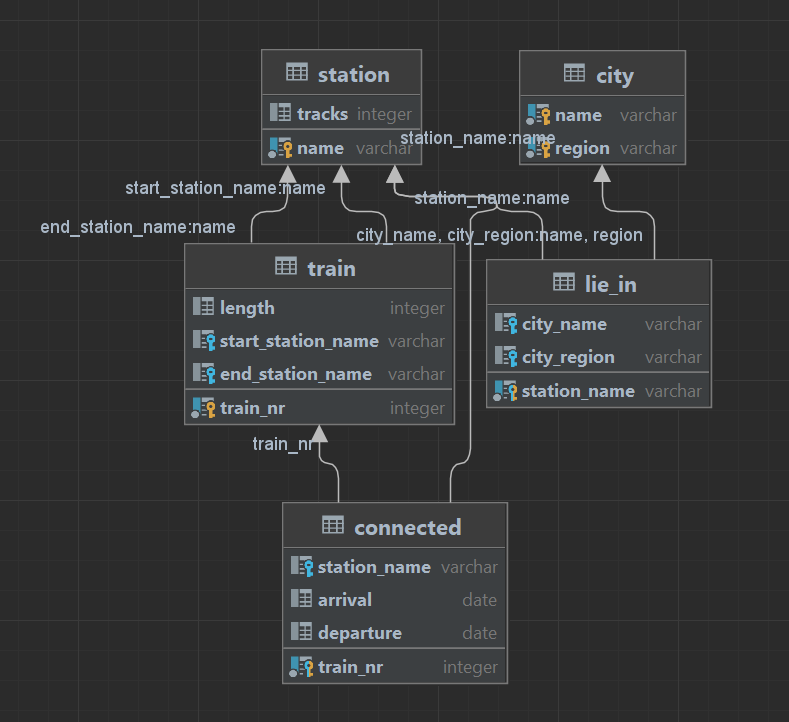 station
tracks integer
name varchar
city
name varchar
region varchar
station_name:name
start_station_name:name
station_name:name
end_station_name:name
city_name, city_region:name, region
train
length integer
start_station_name varchar
end_station_name varchar
train_nr integer
lie_in
city_name varchar
city_region varchar
station_name varchar
train_nr
connected
station_name varchar
arrival date
departure date
train_nr integer